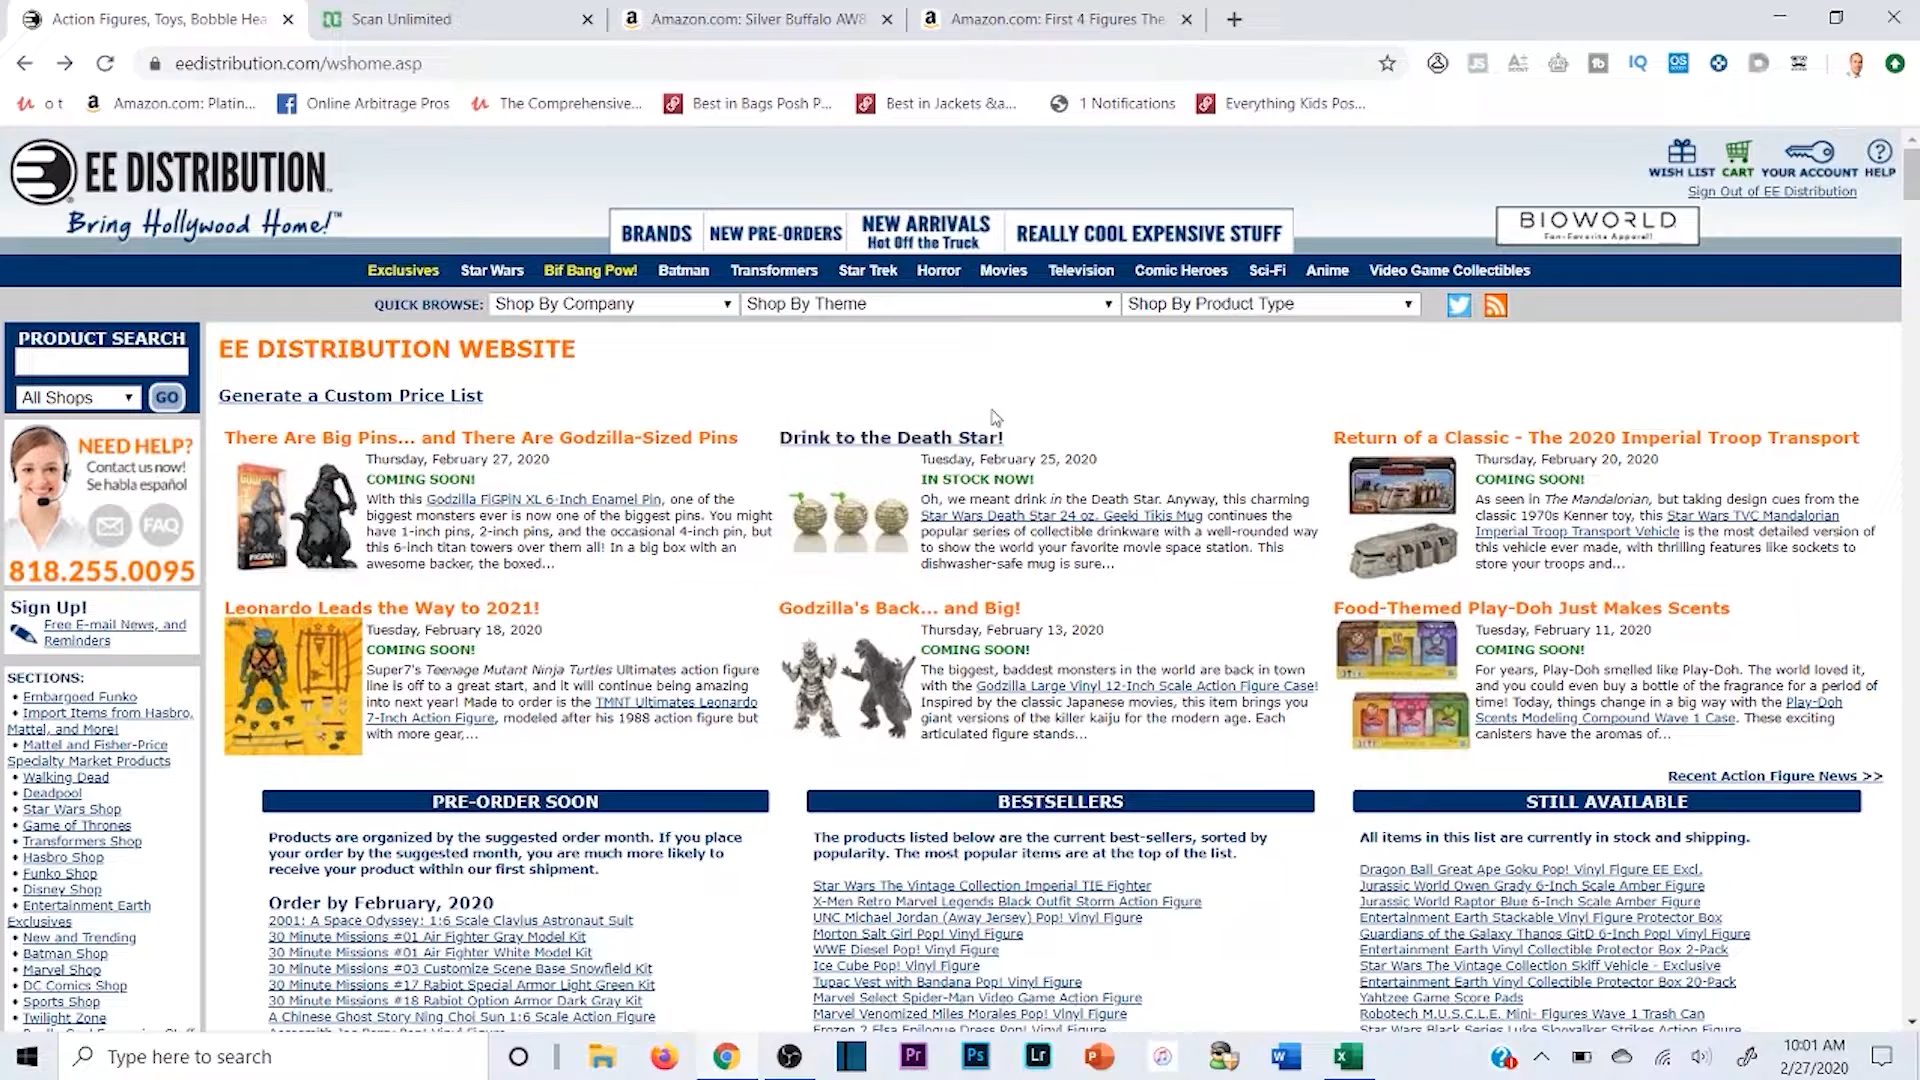 Action Figures, Toys, Bobble Hea
Scan Unlimited
Amazon.com: Silver Buffalo AW8
Amazon.com: First 4 Figures The
eedistribution.com/wshome.asp
o t
Amazon.com: Platin...
Online Arbitrage Pros
The Comprehensive...
Best in Bags Posh P...
Best in Jackets &a...
1 Notifications
Everything Kids Pos...
EE DISTRIBUTION
Bring Hollywood Home!™
WISH LIST CART YOUR ACCOUNT HELP
Sign Out of EE Distribution
BRANDS
NEW PRE-ORDERS
NEW ARRIVALS
Hot Off the Truck
REALLY COOL EXPENSIVE STUFF
BIOWORLD
Fan-Favorite Apparel!
Exclusives Star Wars Bif Bang Pow! Batman Transformers Star Trek Horror Movies Television Comic Heroes Sci-Fi Anime Video Game Collectibles
QUICK BROWSE: Shop By Company Shop By Theme Shop By Product Type
PRODUCT SEARCH
All Shops
GO
NEED HELP?
Contact us now!
Se habla español
FAQ
818.255.0095
Sign Up!
Free E-mail News, and
Reminders
SECTIONS:
• Embargoed Funko
• Import Items from Hasbro,
Mattel, and More!
• Mattel and Fisher-Price
Specialty Market Products
• Walking Dead
• Deadpool
• Star Wars Shop
• Game of Thrones
• Transformers Shop
• Hasbro Shop
• Funko Shop
• Disney Shop
• Entertainment Earth
Exclusives
• New and Trending
• Batman Shop
• Marvel Shop
• DC Comics Shop
• Sports Shop
• Twilight Zone
EE DISTRIBUTION WEBSITE
Generate a Custom Price List
There Are Big Pins... and There Are Godzilla-Sized Pins
Thursday, February 27, 2020
COMING SOON!
With this Godzilla FiGPiN XL 6-Inch Enamel Pin, one of the
biggest monsters ever is now one of the biggest pins. You might
have 1-inch pins, 2-inch pins, and the occasional 4-inch pin, but
this 6-inch titan towers over them all! In a big box with an
awesome backer, the boxed...
Drink to the Death Star!
Tuesday, February 25, 2020
IN STOCK NOW!
Oh, we meant drink in the Death Star. Anyway, this charming
Star Wars Death Star 24 oz. Geeki Tikis Mug continues the
popular series of collectible drinkware with a well-rounded way
to show the world your favorite movie space station. This
dishwasher-safe mug is sure...
Return of a Classic - The 2020 Imperial Troop Transport
Thursday, February 20, 2020
COMING SOON!
As seen in The Mandalorian, but taking design cues from the
classic 1970s Kenner toy, this Star Wars TVC Mandalorian
Imperial Troop Transport Vehicle is the most detailed version of
this vehicle ever made, with thrilling features like sockets to
store your troops and...
Leonardo Leads the Way to 2021!
Tuesday, February 18, 2020
COMING SOON!
Super7's Teenage Mutant Ninja Turtles Ultimates action figure
line is off to a great start, and it will continue being amazing
into next year! Made to order is the TMNT Ultimates Leonardo
7-Inch Action Figure, modeled after his 1988 action figure but
with more gear,...
Godzilla's Back... and Big!
Thursday, February 13, 2020
COMING SOON!
The biggest, baddest monsters in the world are back in town
with the Godzilla Large Vinyl 12-Inch Scale Action Figure Case!
Inspired by the classic Japanese movies, this item brings you
giant versions of the killer kaiju for the modern age. Each
articulated figure stands...
Food-Themed Play-Doh Just Makes Scents
Tuesday, February 11, 2020
COMING SOON!
For years, Play-Doh smelled like Play-Doh. The world loved it,
and you could even buy a bottle of the fragrance for a period of
time! Today, things change in a big way with the Play-Doh
Scents Modeling Compound Wave 1 Case. These exciting
canisters have the aromas of...
Recent Action Figure News >>
PRE-ORDER SOON
Products are organized by the suggested order month. If you place
your order by the suggested month, you are much more likely to
receive your product within our first shipment.
Order by February, 2020
2001: A Space Odyssey: 1:6 Scale Clavius Astronaut Suit
30 Minute Missions #01 Air Fighter Gray Model Kit
30 Minute Missions #01 Air Fighter White Model Kit
30 Minute Missions #03 Customize Scene Base Snowfield Kit
30 Minute Missions #17 Rabiot Special Armor Light Green Kit
30 Minute Missions #18 Rabiot Option Armor Dark Gray Kit
A Chinese Ghost Story Ning Choi Sun 1:6 Scale Action Figure
BESTSELLERS
The products listed below are the current best-sellers, sorted by
popularity. The most popular items are at the top of the list.
Star Wars The Vintage Collection Imperial TIE Fighter
X-Men Retro Marvel Legends Black Outfit Storm Action Figure
UNC Michael Jordan (Away Jersey) Pop! Vinyl Figure
Morton Salt Girl Pop! Vinyl Figure
WWE Diesel Pop! Vinyl Figure
Ice Cube Pop! Vinyl Figure
Tupac Vest with Bandana Pop! Vinyl Figure
Marvel Select Spider-Man Video Game Action Figure
Marvel Venomized Miles Morales Pop! Vinyl Figure
Frozen 2 Elsa Epilogue Dress Pop! Vinyl Figure
STILL AVAILABLE
All items in this list are currently in stock and shipping.
Dragon Ball Great Ape Goku Pop! Vinyl Figure EE Excl.
Jurassic World Owen Grady 6-Inch Scale Amber Figure
Jurassic World Raptor Blue 6-Inch Scale Amber Figure
Entertainment Earth Stackable Vinyl Figure Protector Box
Guardians of the Galaxy Thanos GitD 6-Inch Pop! Vinyl Figure
Entertainment Earth Vinyl Collectible Protector Box 2-Pack
Star Wars The Vintage Collection Skiff Vehicle - Exclusive
Entertainment Earth Vinyl Collectible Protector Box 20-Pack
Yahtzee Game Score Pads
Robotech M.U.S.C.L.E. Mini- Figures Wave 1 Trash Can
Star Wars Black Series Luke Skywalker Strikes Action Figure
Type here to search
10:01 AM
2/27/2020